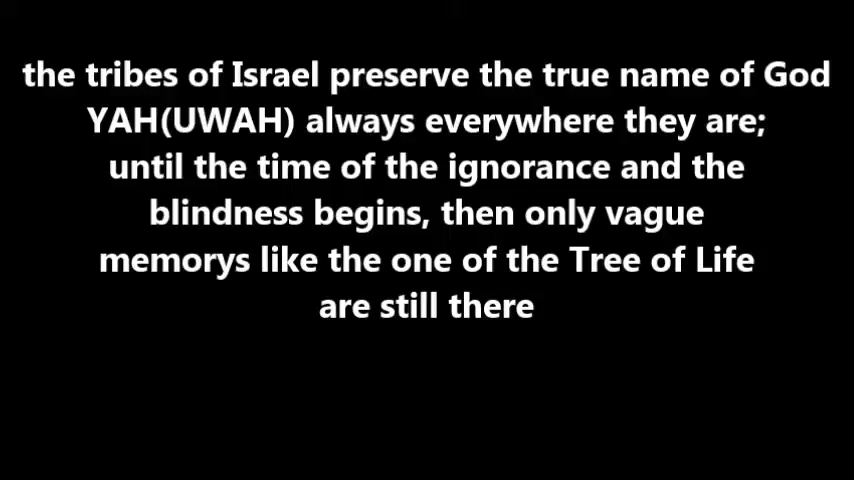 the tribes of Israel preserve the true name of God
YAH(UWAH) always everywhere they are;
until the time of the ignorance and the
blindness begins, then only vague
memorys like the one of the Tree of Life
are still there